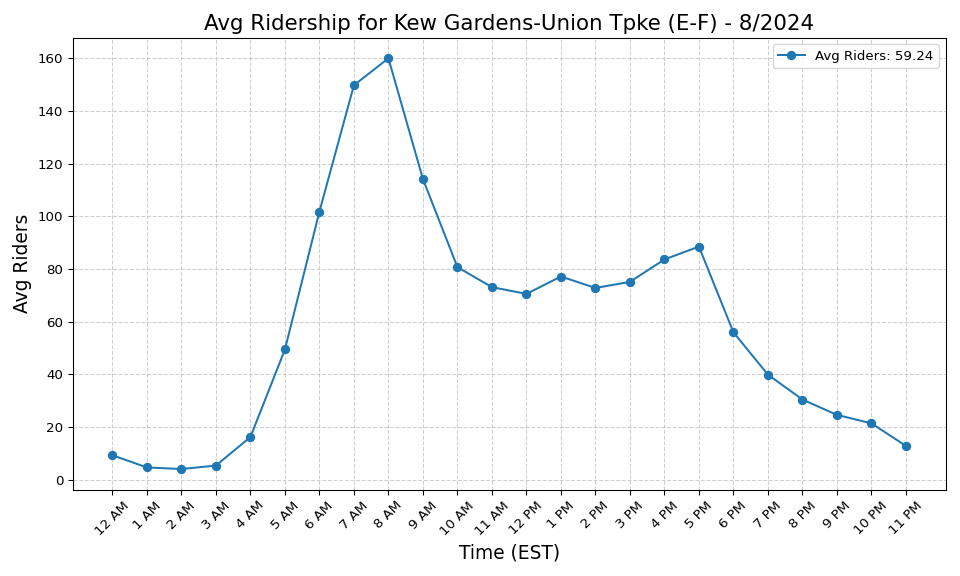 Avg Ridership for Kew Gardens-Union Tpke (E-F) - 8/2024
Avg Riders: 59.24
Avg Riders
160
140
120
100
80
60
40
20
0
12 AM
1 AM
2 AM
3 AM
4 AM
5 AM
6 AM
7 AM
8 AM
9 AM
10 AM
11 AM
12 PM
1 PM
2 PM
3 PM
4 PM
5 PM
6 PM
7 PM
8 PM
9 PM
10 PM
11 PM
Time (EST)